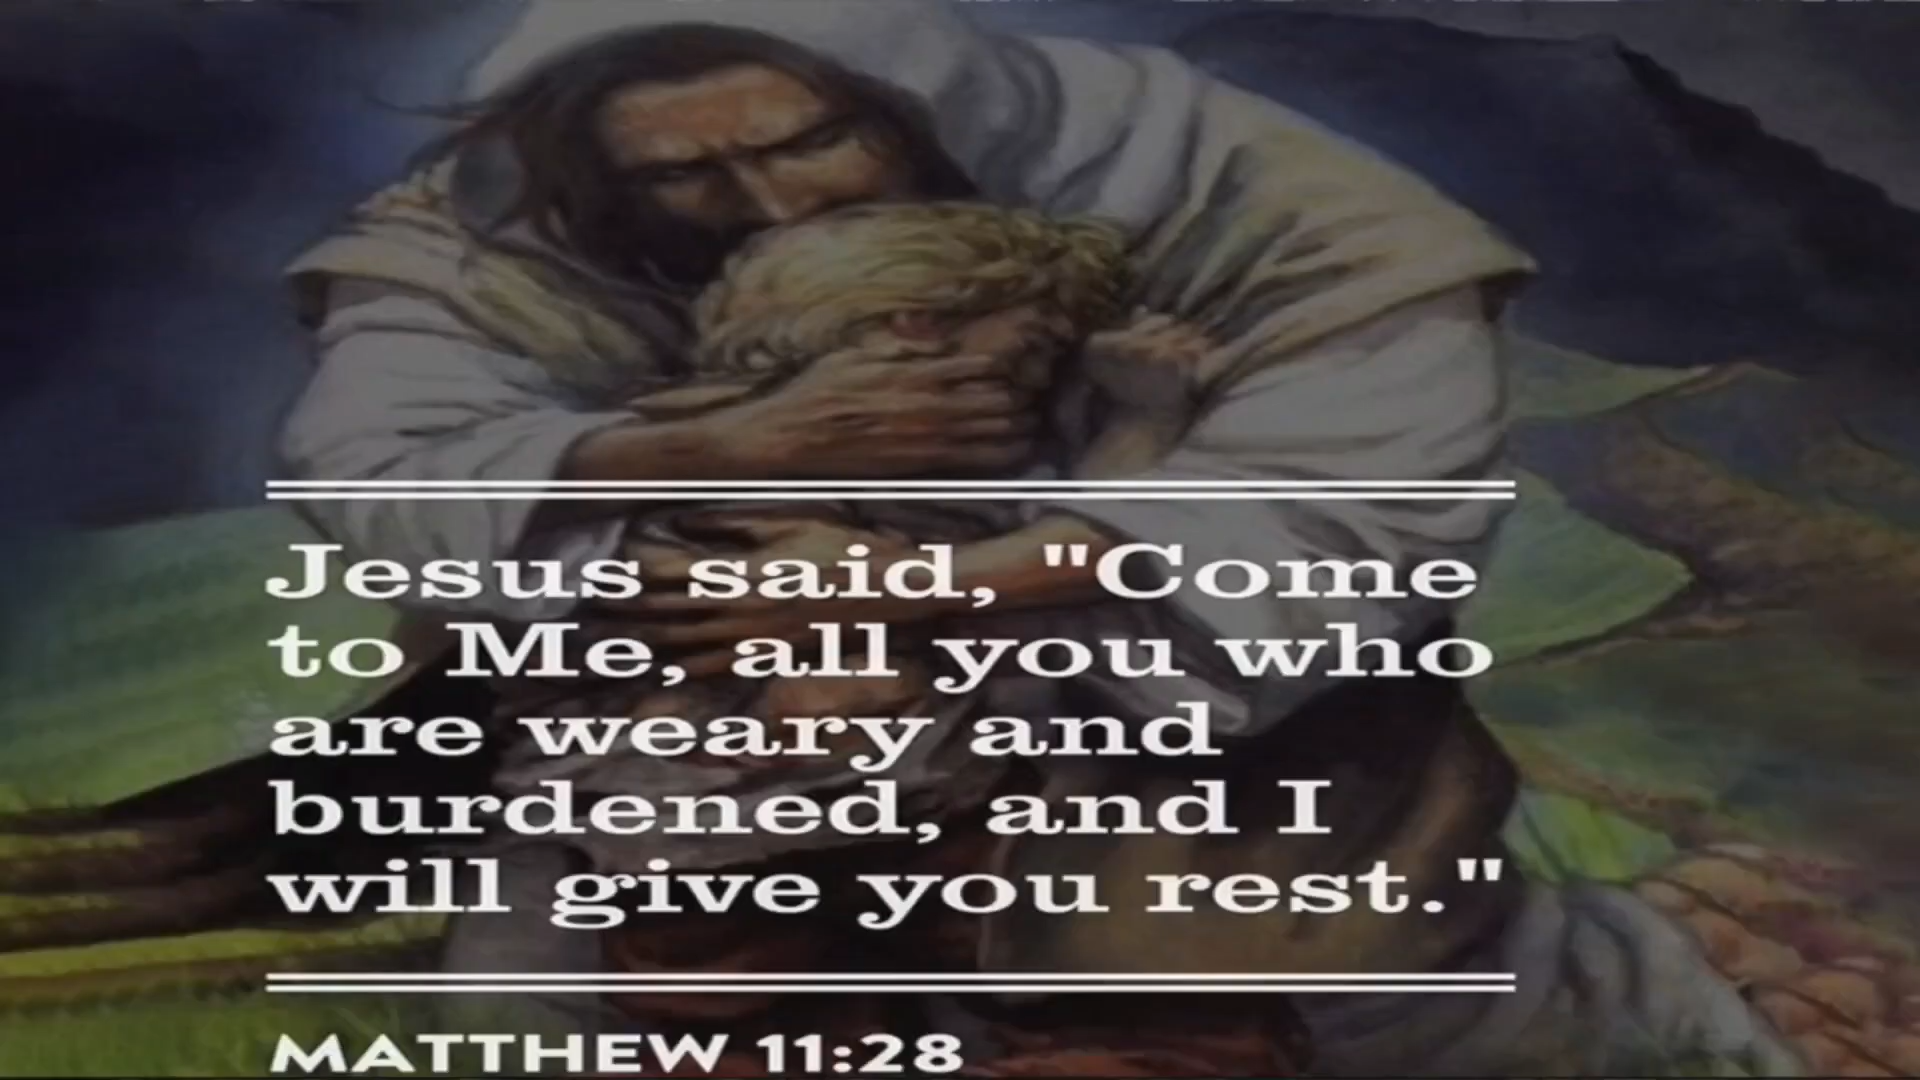 Jesus said, "Come
to Me, all you who
are weary and
burdened, and I
will give you rest."
MATTHEW 11:28